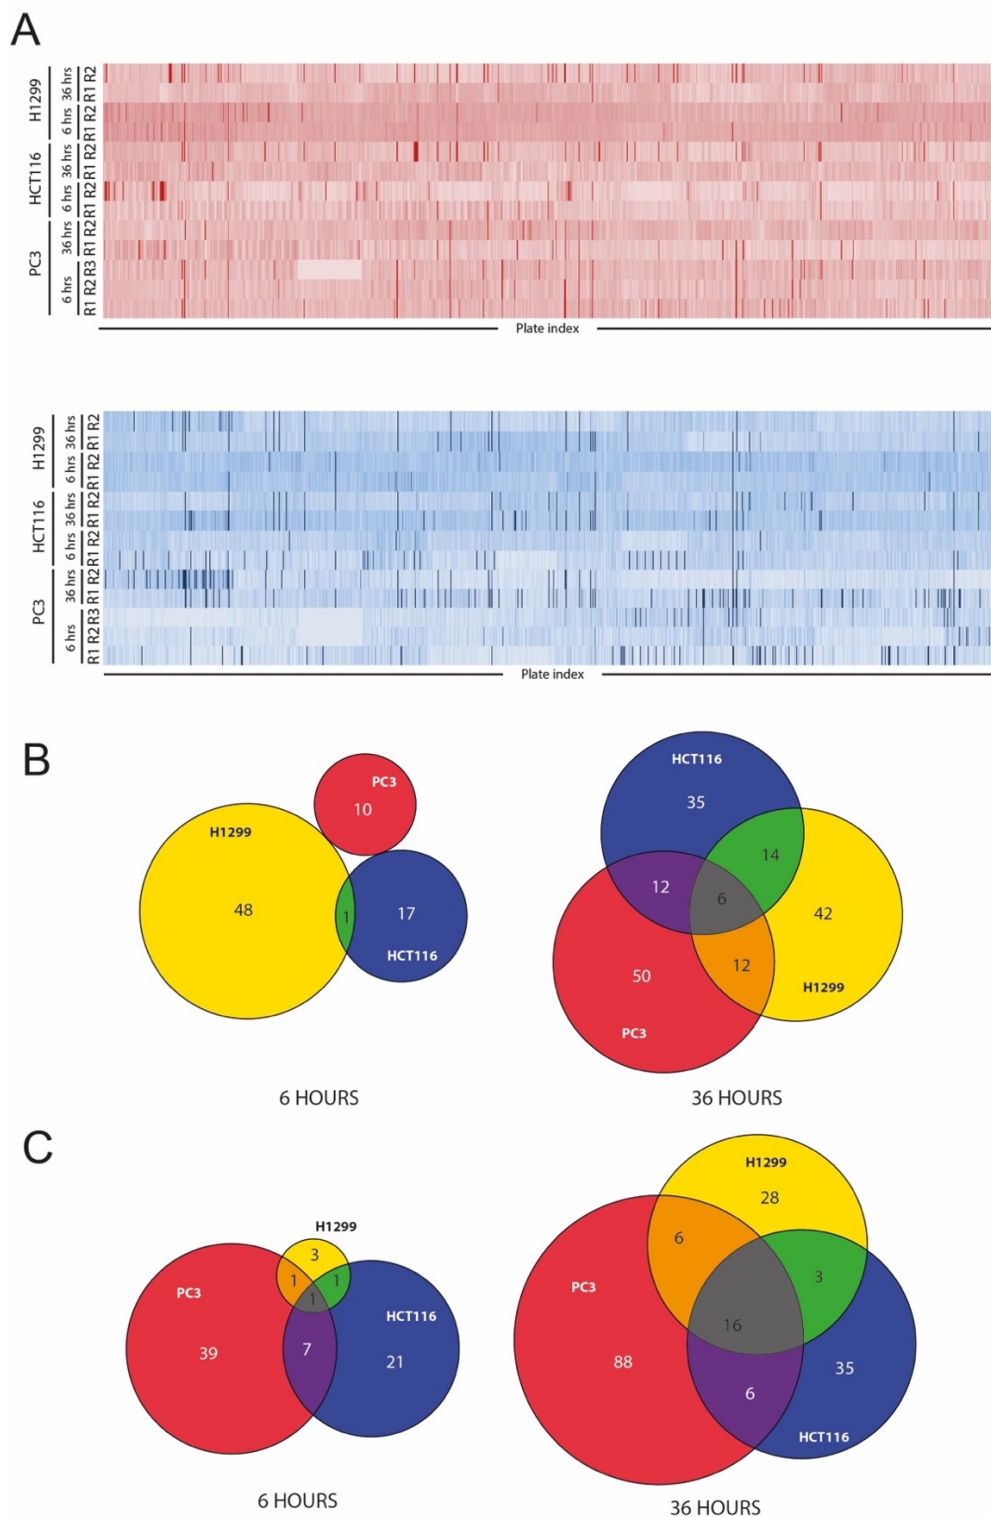 A
H1299
HCT116
PC3
36 hrs
6 hrs
36 hrs
6 hrs
36 hrs
6 hrs
R2
R1
R2
R1
R2
R1
R2
R1
R2
R1
R3
R2
R1
Plate index
H1299
HCT116
PC3
36 hrs
6 hrs
36 hrs
6 hrs
36 hrs
6 hrs
R2
R1
R2
R1
R2
R1
R2
R1
R2
R1
R3
R2
R1
Plate index
B
PC3
10
H1299
48
1
17
HCT116
6 HOURS
HCT116
35
14
12
6
42
12
50
H1299
PC3
36 HOURS
C
H1299
3
1
1
1
PC3
39
7
HCT116
21
6 HOURS
H1299
28
6
3
PC3
16
88
6
35
HCT116
36 HOURS